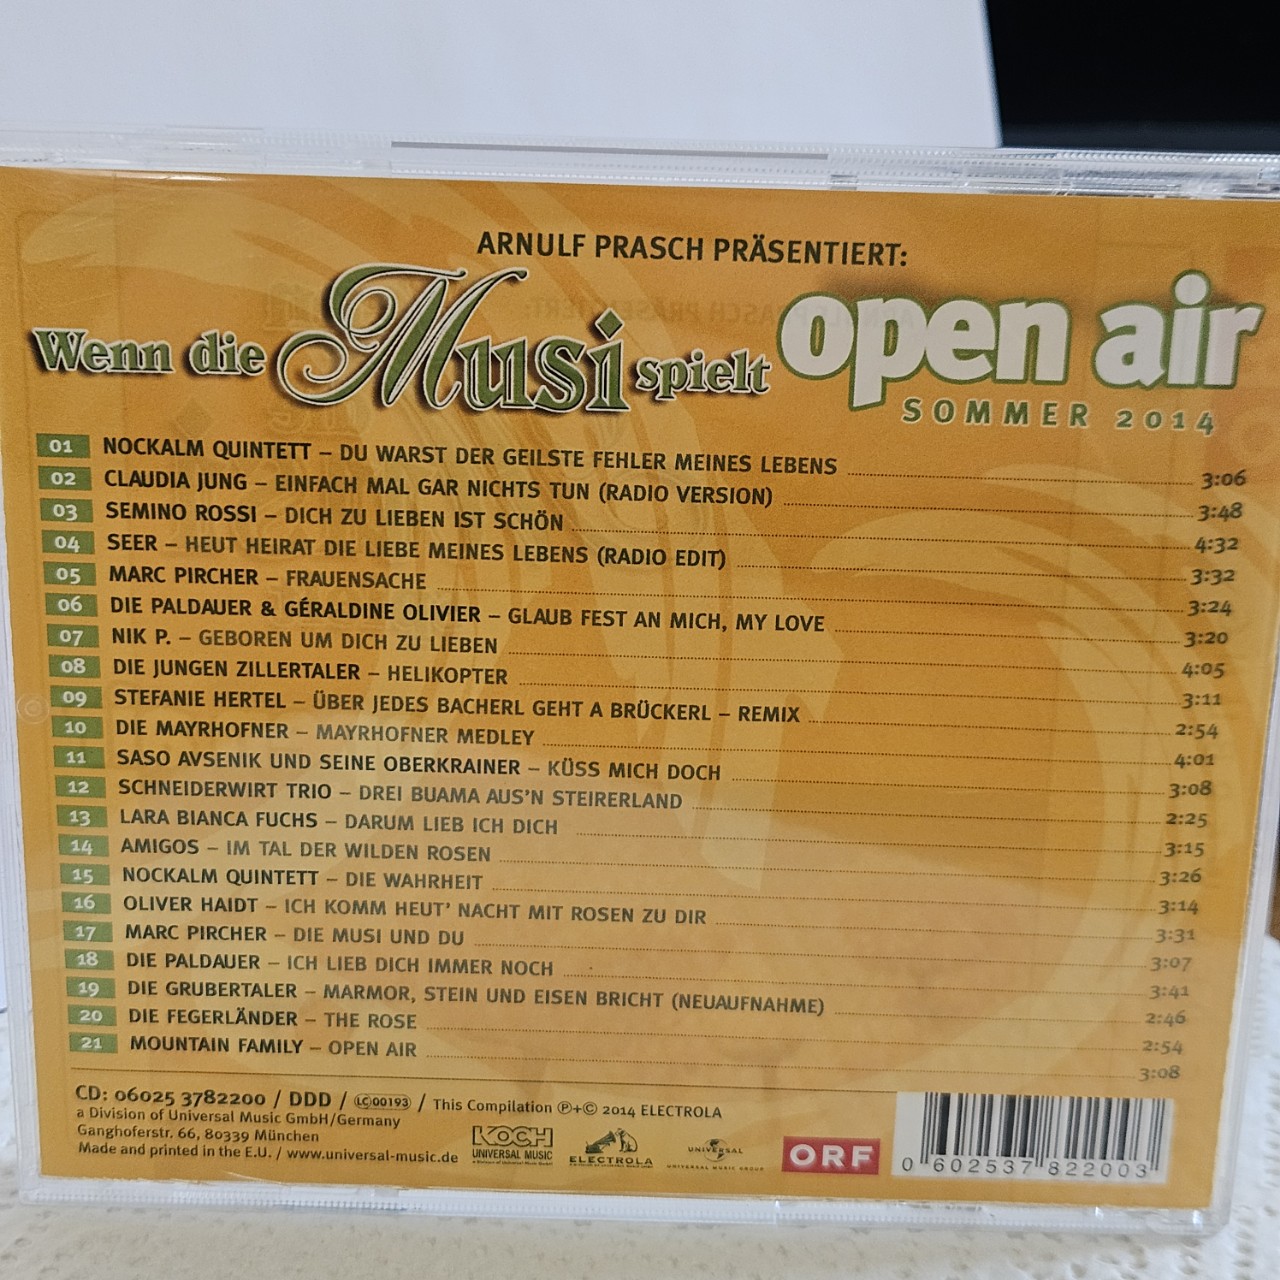 ARNULF PRASCH PRÄSENTIERT:
Wenn die Musi spielt open air
SOMMER 2014
01 NOCKALM QUINTETT – DU WARST DER GEILSTE FEHLER MEINES LEBENS 3:06
02 CLAUDIA JUNG – EINFACH MAL GAR NICHTS TUN (RADIO VERSION) 3:48
03 SEMINO ROSSI – DICH ZU LIEBEN IST SCHÖN 4:32
04 SEER – HEUT HEIRAT DIE LIEBE MEINES LEBENS (RADIO EDIT) 3:32
05 MARC PIRCHER – FRAUENSACHE 3:24
06 DIE PALDAUER & GÉRALDINE OLIVIER – GLAUB FEST AN MICH, MY LOVE 3:20
07 NIK P. – GEBOREN UM DICH ZU LIEBEN 4:05
08 DIE JUNGEN ZILLERTALER – HELIKOPTER 3:11
09 STEFANIE HERTEL – ÜBER JEDES BACHERL GEHT A BRÜCKERL – REMIX 2:54
10 DIE MAYRHOFNER – MAYRHOFNER MEDLEY 4:01
11 SASO AVSENIK UND SEINE OBERKRAINER – KÜSS MICH DOCH 3:08
12 SCHNEIDERWIRT TRIO – DREI BUAMA AUS'N STEIRERLAND 2:25
13 LARA BIANCA FUCHS – DARUM LIEB ICH DICH 3:15
14 AMIGOS – IM TAL DER WILDEN ROSEN 3:26
15 NOCKALM QUINTETT – DIE WAHRHEIT 3:14
16 OLIVER HAIDT – ICH KOMM HEUT' NACHT MIT ROSEN ZU DIR 3:31
17 MARC PIRCHER – DIE MUSI UND DU 3:07
18 DIE PALDAUER – ICH LIEB DICH IMMER NOCH 3:41
19 DIE GRUBERTALER – MARMOR, STEIN UND EISEN BRICHT (NEUAUFNAHME) 2:46
20 DIE FEGERLÄNDER – THE ROSE 2:54
21 MOUNTAIN FAMILY – OPEN AIR 3:08
CD: 06025 3782200 / DDD / LC 00193 / This Compilation ℗+© 2014 ELECTROLA
a Division of Universal Music GmbH/Germany
Ganghoferstr. 66, 80339 München
Made and printed in the E.U. / www.universal-music.de
KOCH
UNIVERSAL MUSIC
ELECTROLA
UNIVERSAL
UNIVERSAL MUSIC GROUP
ORF
0 602537 822003